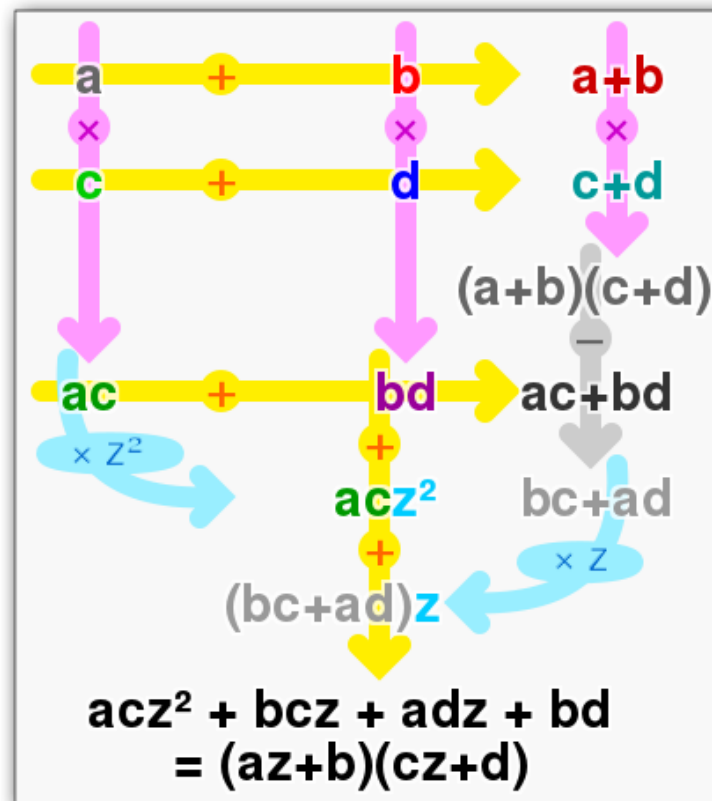 a + b a+b
× × ×
c + d c+d
(a+b)(c+d)
−
ac + bd ac+bd
+
× z²
acz² bc+ad
+
× z
(bc+ad)z
acz² + bcz + adz + bd
= (az+b)(cz+d)